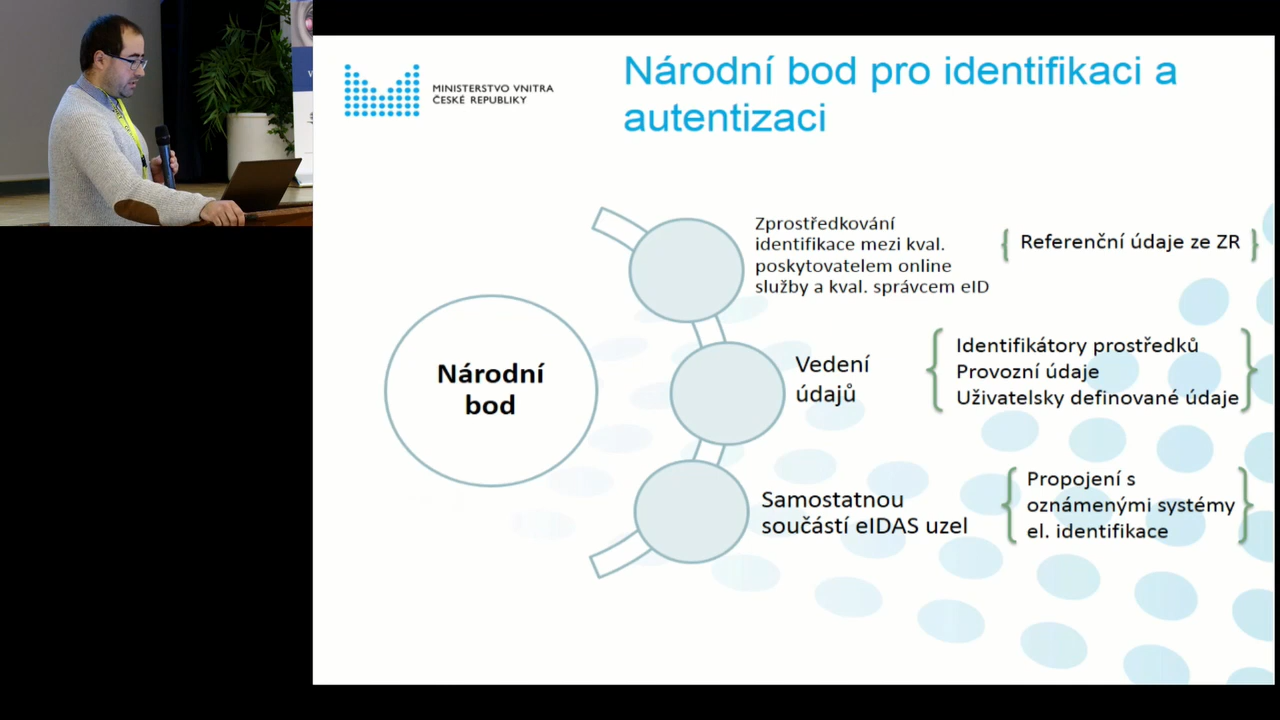 MINISTERSTVO VNITRA
ČESKÉ REPUBLIKY
Národní bod pro identifikaci a
autentizaci
Národní
bod
Zprostředkování
identifikace mezi kval.
poskytovatelem online
služby a kval. správcem eID
Referenční údaje ze ZR
Vedení
údajů
Identifikátory prostředků
Provozní údaje
Uživatelsky definované údaje
Samostatnou
součástí eIDAS uzel
Propojení s
oznámenými systémy
el. identifikace